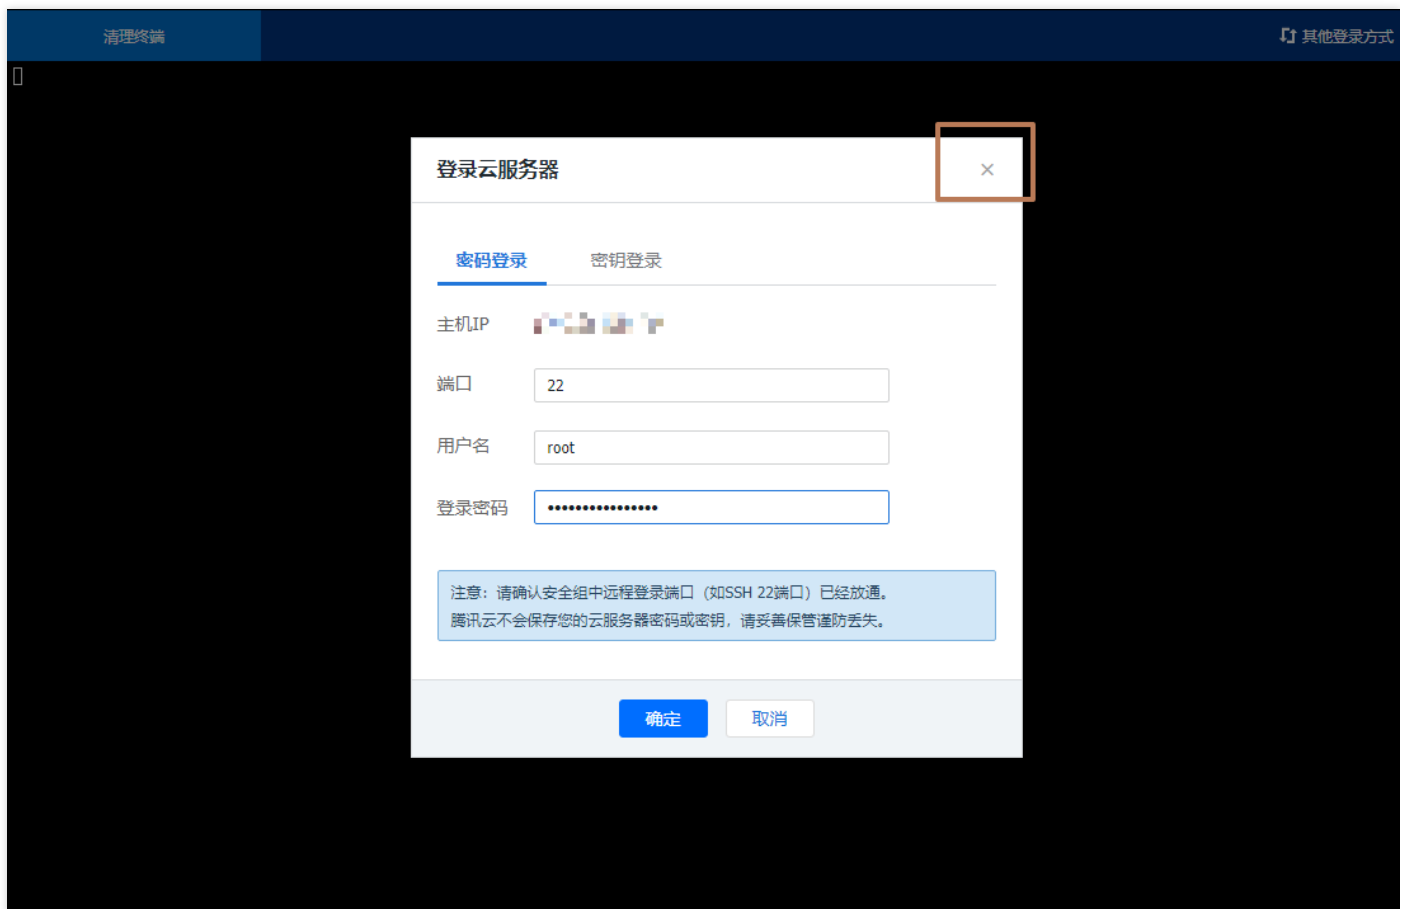 清理终端
其他登录方式
登录云服务器
密码登录
密钥登录
主机IP
端口
22
用户名
root
登录密码
••••••••••••••••
注意：请确认安全组中远程登录端口（如SSH 22端口）已经放通。
腾讯云不会保存您的云服务器密码或密钥，请妥善保管谨防丢失。
确定
取消